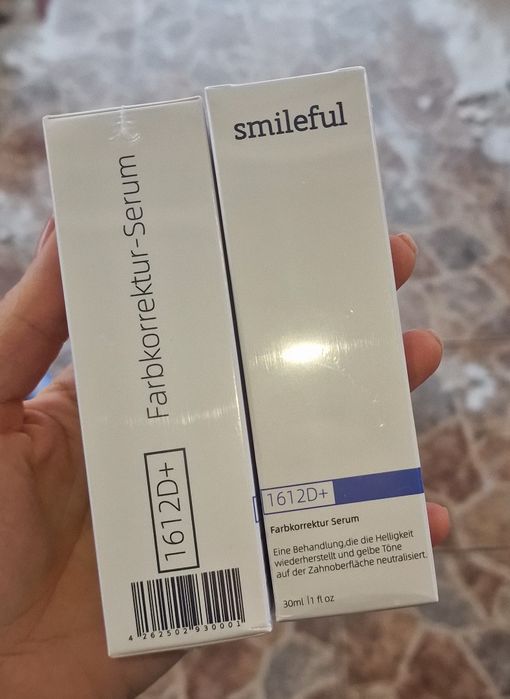 Farbkorrektur-Serum
1612D+
4 262502 930001
smileful
1612D+
Farbkorrektur Serum
Eine Behandlung,die die Helligkeit
wiederherstellt und gelbe Töne
auf der Zahnoberfläche neutralisiert.
30ml | 1 fl oz